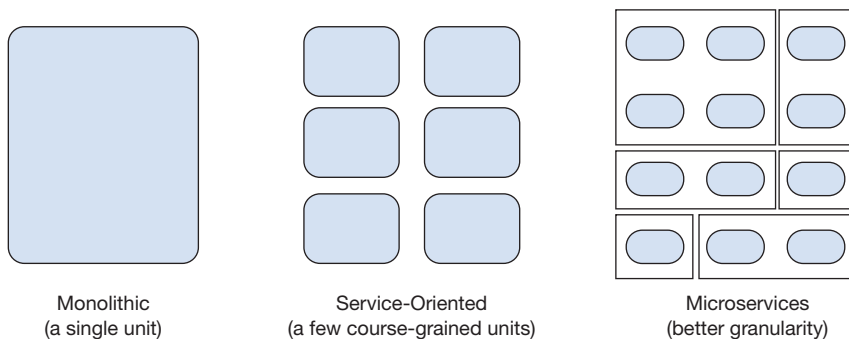 Monolithic
(a single unit)
Service-Oriented
(a few course-grained units)
Microservices
(better granularity)